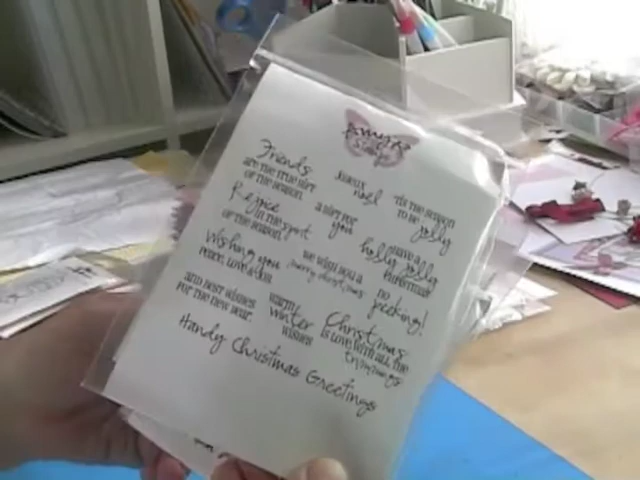 Stamps
Friends
are the true gift
of the season
Joyeux
noel
'tis the season
to be jolly
Rejoice
in the spirit
of the season
a gift for
you
have a
holly jolly
Christmas
Wishing you
peace, love & joy
we wish you a
merry christmas
no
peeking!
and best wishes
for the new year
warm
winter
wishes
Christmas
is love with all the
trimmings
Handy Christmas Greetings